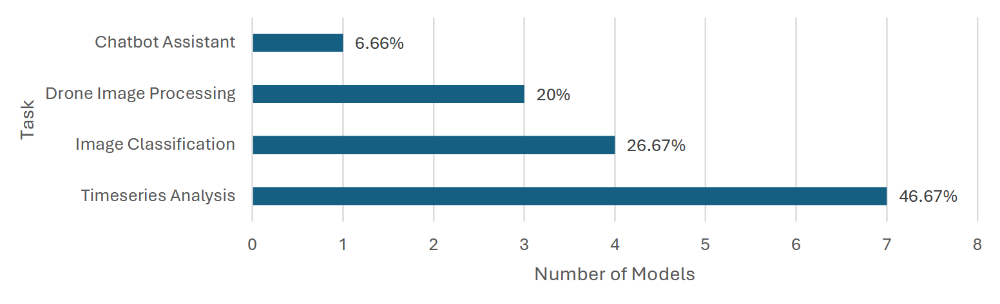 Task
Chatbot Assistant 6.66%
Drone Image Processing 20%
Image Classification 26.67%
Timeseries Analysis 46.67%
0 1 2 3 4 5 6 7 8
Number of Models